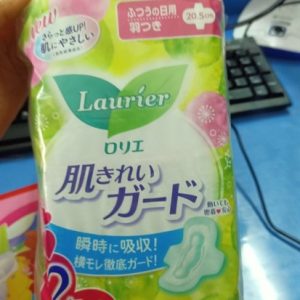 new
さらっと感UP!
肌にやさしい
ふつうの日用
羽つき
20.5cm
Laurier
ロリエ
肌きれい
ガード
瞬時に吸収!
横モレ徹底ガード!